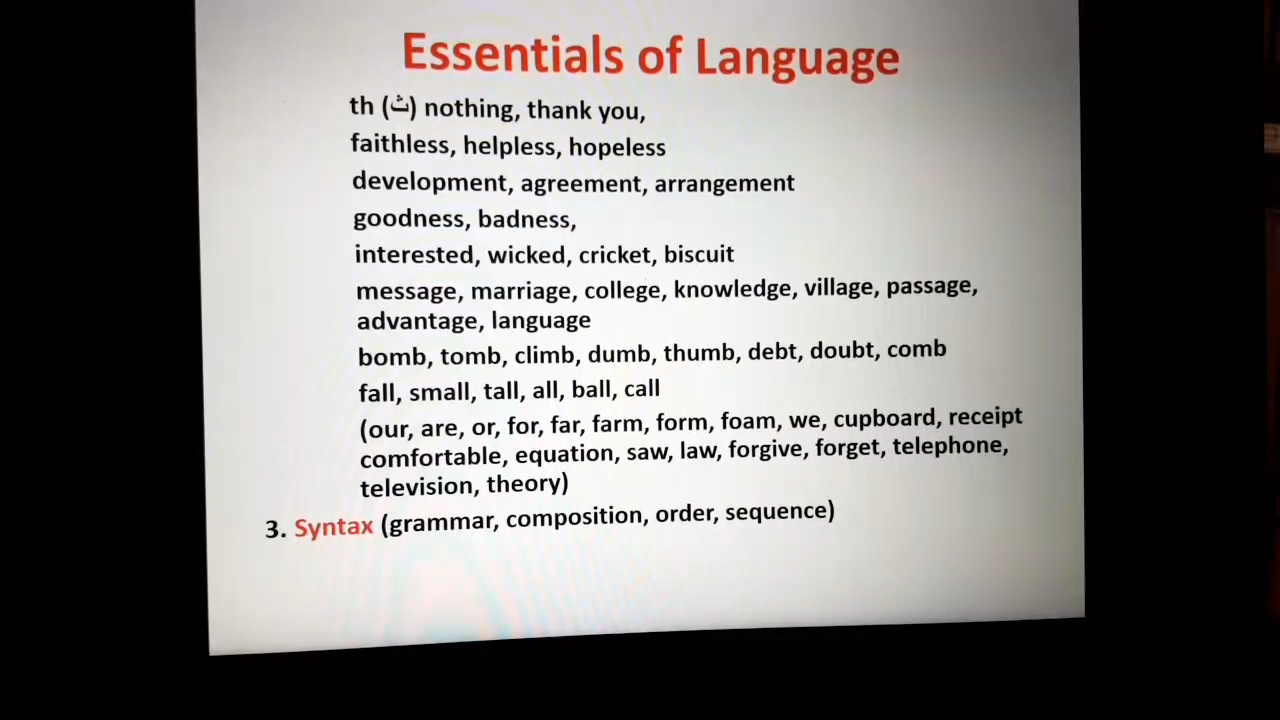 Essentials of Language
th (ث) nothing, thank you,
faithless, helpless, hopeless
development, agreement, arrangement
goodness, badness,
interested, wicked, cricket, biscuit
message, marriage, college, knowledge, village, passage,
advantage, language
bomb, tomb, climb, dumb, thumb, debt, doubt, comb
fall, small, tall, all, ball, call
(our, are, or, for, far, farm, form, foam, we, cupboard, receipt
comfortable, equation, saw, law, forgive, forget, telephone,
television, theory)
3. Syntax (grammar, composition, order, sequence)